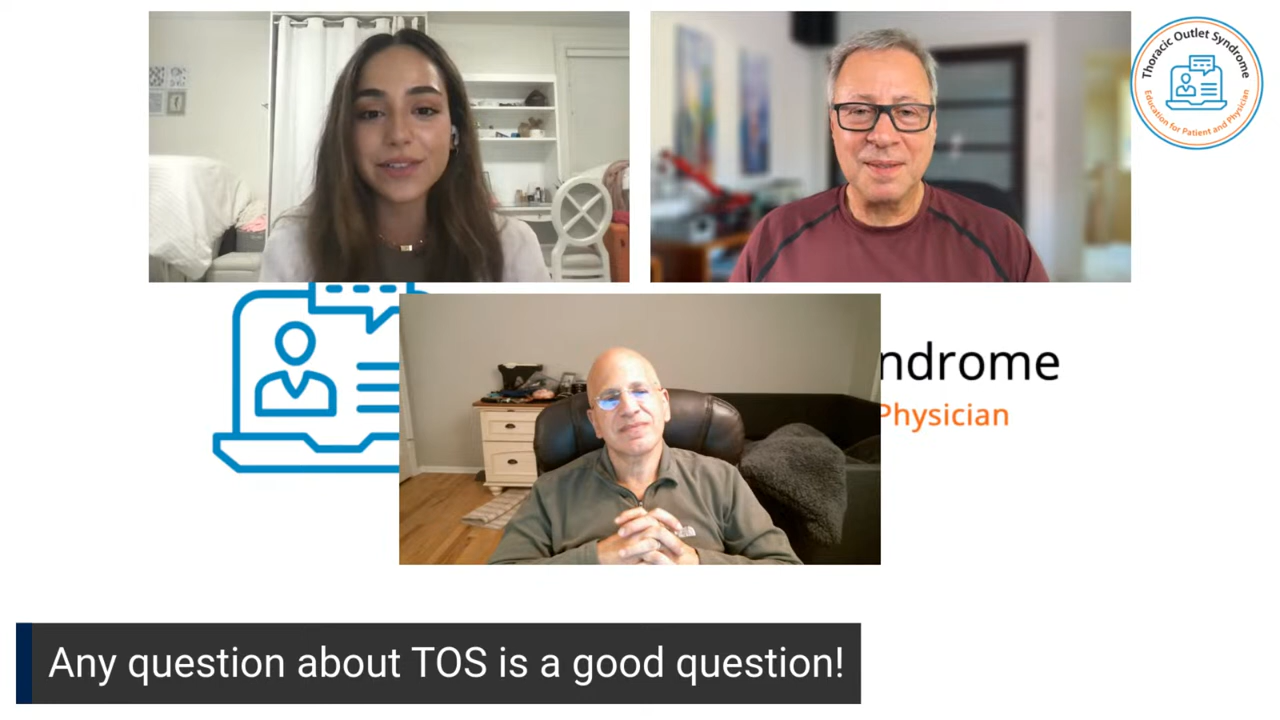 Thoracic Outlet Syndrome
Education for Patient and Physician
ndrome
Physician
Any question about TOS is a good question!